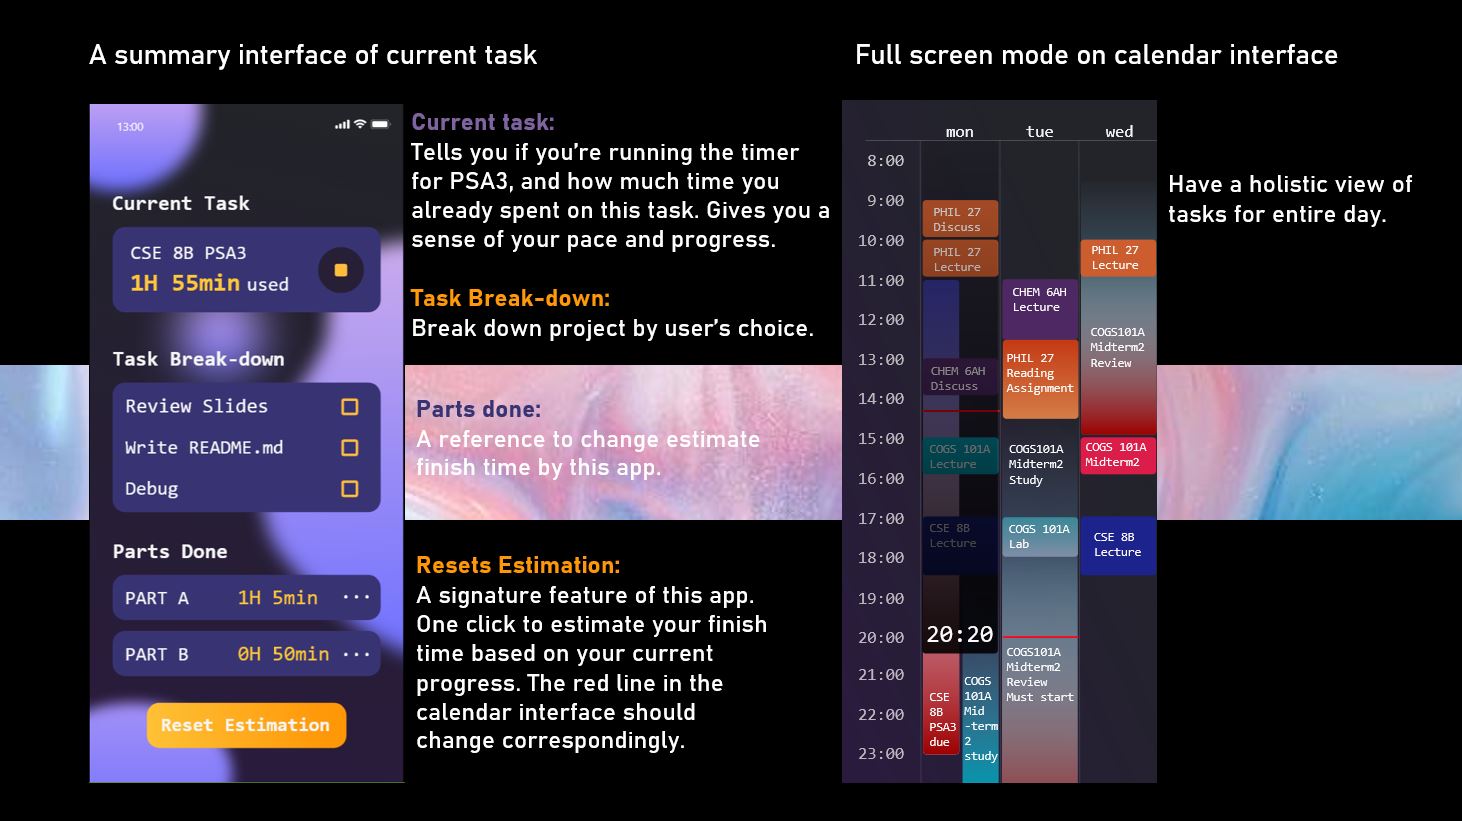 A summary interface of current task
Full screen mode on calendar interface
13:00
Current Task
CSE 8B PSA3
1H 55min used
Task Break-down
Review Slides
Write README.md
Debug
Parts Done
PART A 1H 5min ...
PART B 0H 50min ...
Reset Estimation
Current task:
Tells you if you're running the timer
for PSA3, and how much time you
already spent on this task. Gives you a
sense of your pace and progress.
Task Break-down:
Break down project by user's choice.
Parts done:
A reference to change estimate
finish time by this app.
Resets Estimation:
A signature feature of this app.
One click to estimate your finish
time based on your current
progress. The red line in the
calendar interface should
change correspondingly.
mon tue wed
8:00
9:00
10:00
11:00
12:00
13:00
14:00
15:00
16:00
17:00
18:00
19:00
20:00
21:00
22:00
23:00
PHIL 27
Discuss
PHIL 27
Lecture
CHEM 6AH
Discuss
COGS 101A
Lecture
CSE 8B
Lecture
20:20
CSE
8B
PSA3
due
COGS
101A
Mid
-term
2
study
CHEM 6AH
Lecture
PHIL 27
Reading
Assignment
COGS101A
Midterm2
Study
COGS 101A
Lab
COGS101A
Midterm2
Review
Must start
PHIL 27
Lecture
COGS101A
Midterm2
Review
COGS 101A
Midterm2
CSE 8B
Lecture
Have a holistic view of
tasks for entire day.